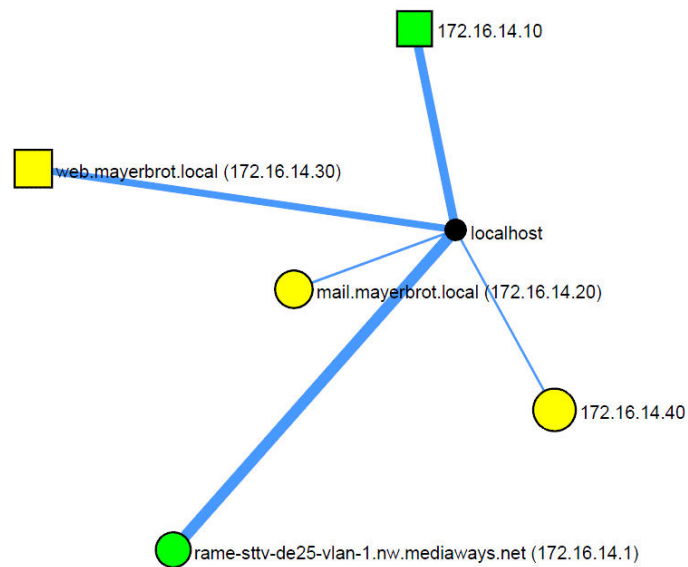 172.16.14.10
web.mayerbrot.local (172.16.14.30)
localhost
mail.mayerbrot.local (172.16.14.20)
172.16.14.40
rame-sttv-de25-vlan-1.nw.mediaways.net (172.16.14.1)